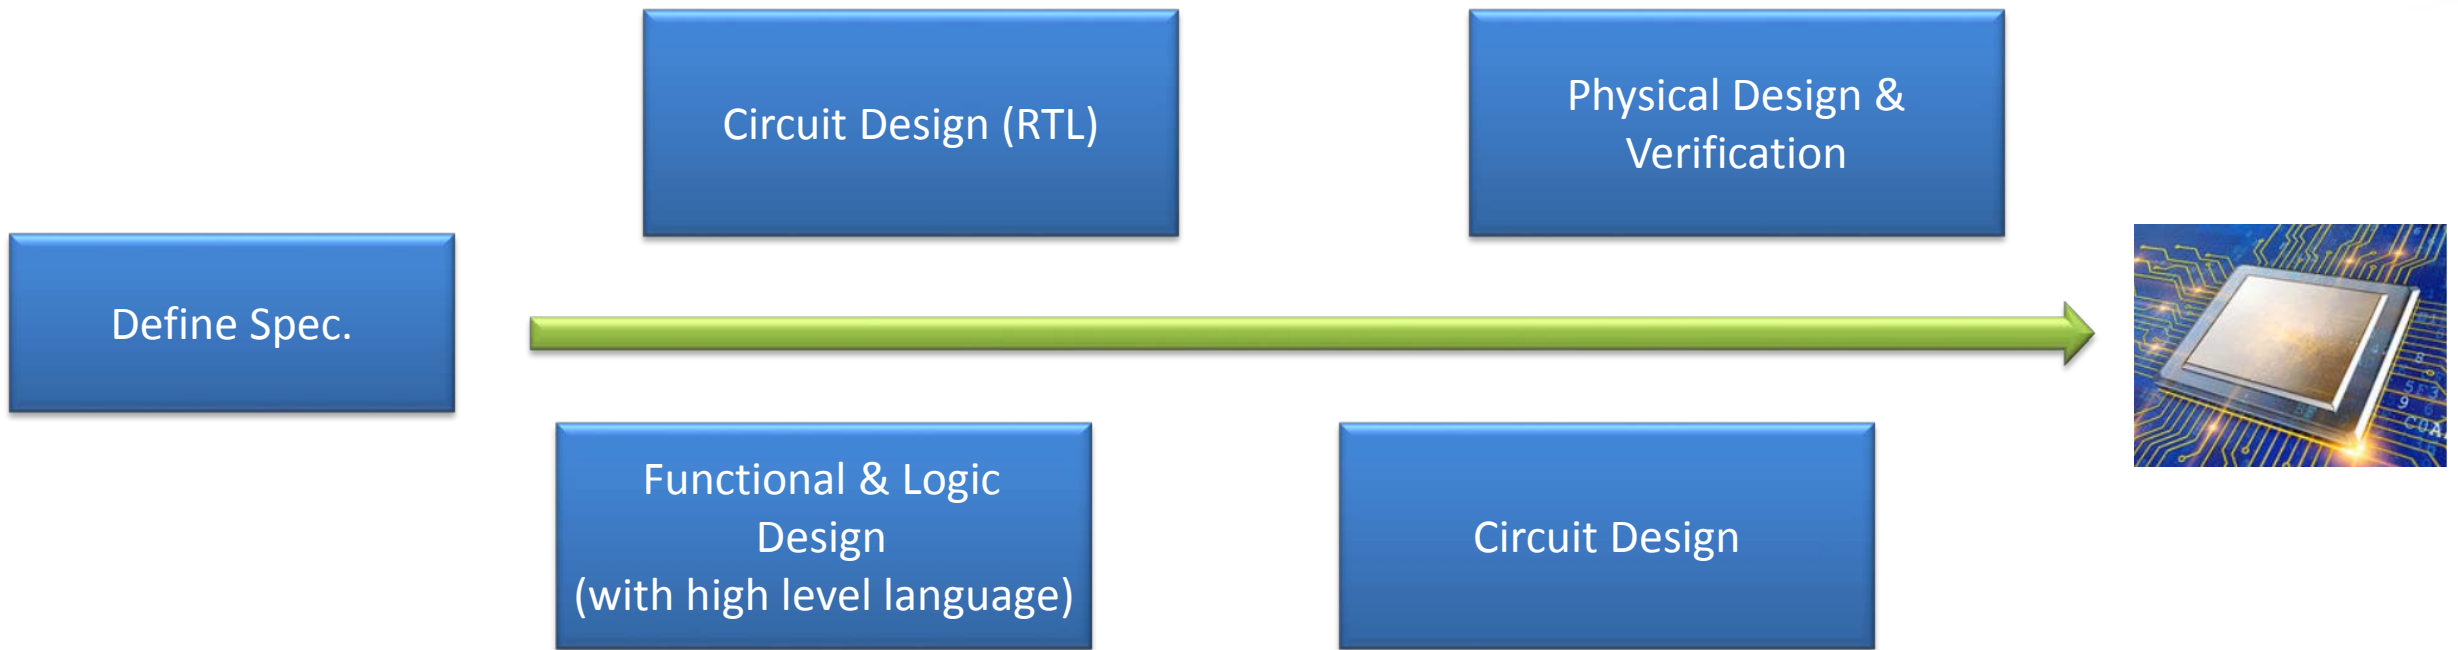 Define Spec.
Functional & Logic
Design
(with high level language)
Circuit Design (RTL)
Circuit Design
Physical Design &
Verification